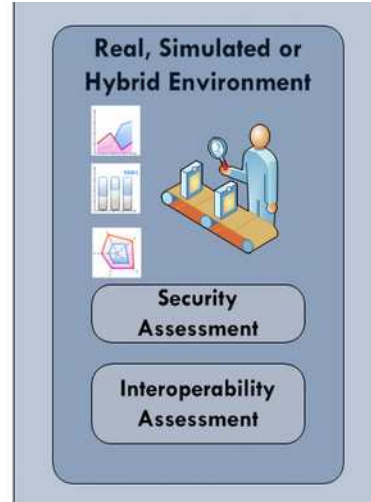 Real, Simulated or
Hybrid Environment
Security
Assessment
Interoperability
Assessment